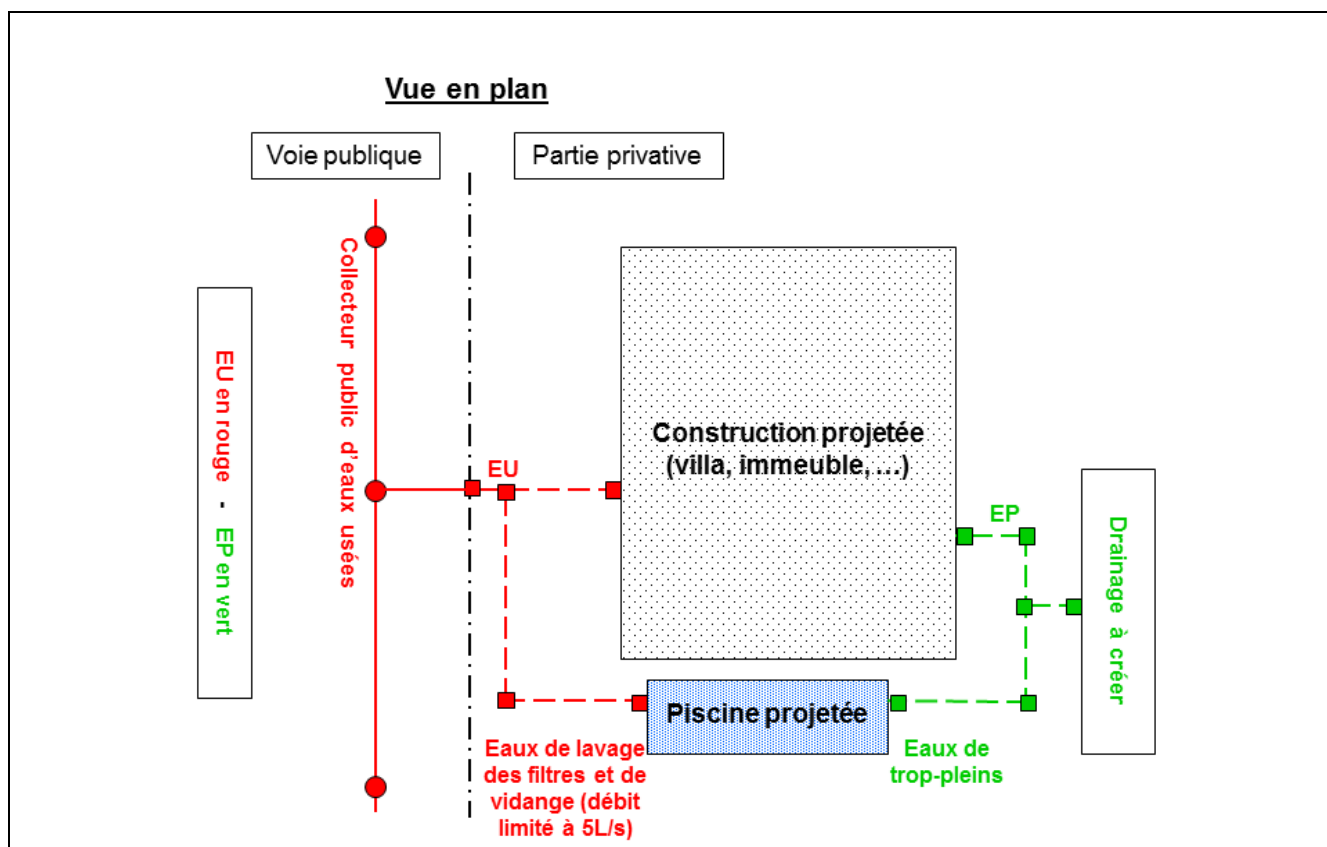 Vue en plan
Voie publique
Partie privative
EU en rouge - EP en vert
Collecteur public d'eaux usées
EU
Construction projetée
(villa, immeuble, ...)
EP
Drainage à créer
Piscine projetée
Eaux de lavage
des filtres et de
vidange (débit
limité à 5L/s)
Eaux de
trop-pleins